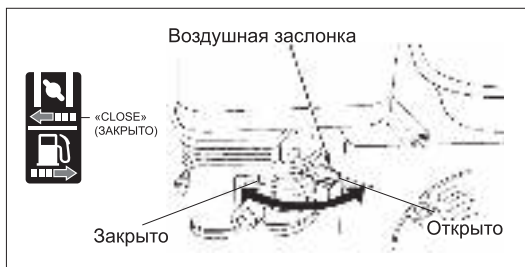 Воздушная заслонка
«CLOSE»
(ЗАКРЫТО)
Закрыто
Открыто